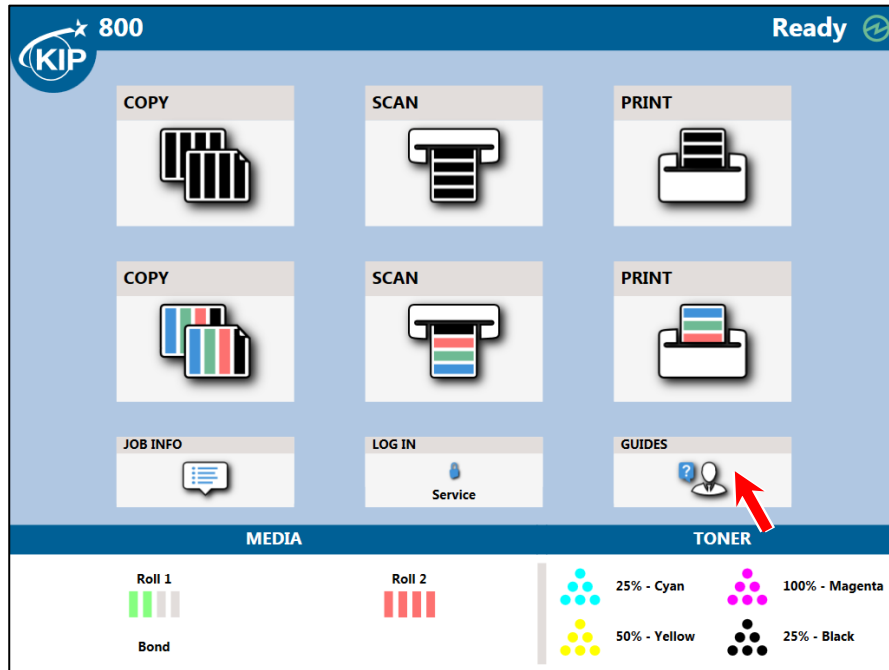 KIP 800 Ready
COPY SCAN PRINT
COPY SCAN PRINT
JOB INFO LOG IN GUIDES
?
Service
MEDIA TONER
Roll 1 Roll 2
25% - Cyan 100% - Magenta
Bond
50% - Yellow 25% - Black